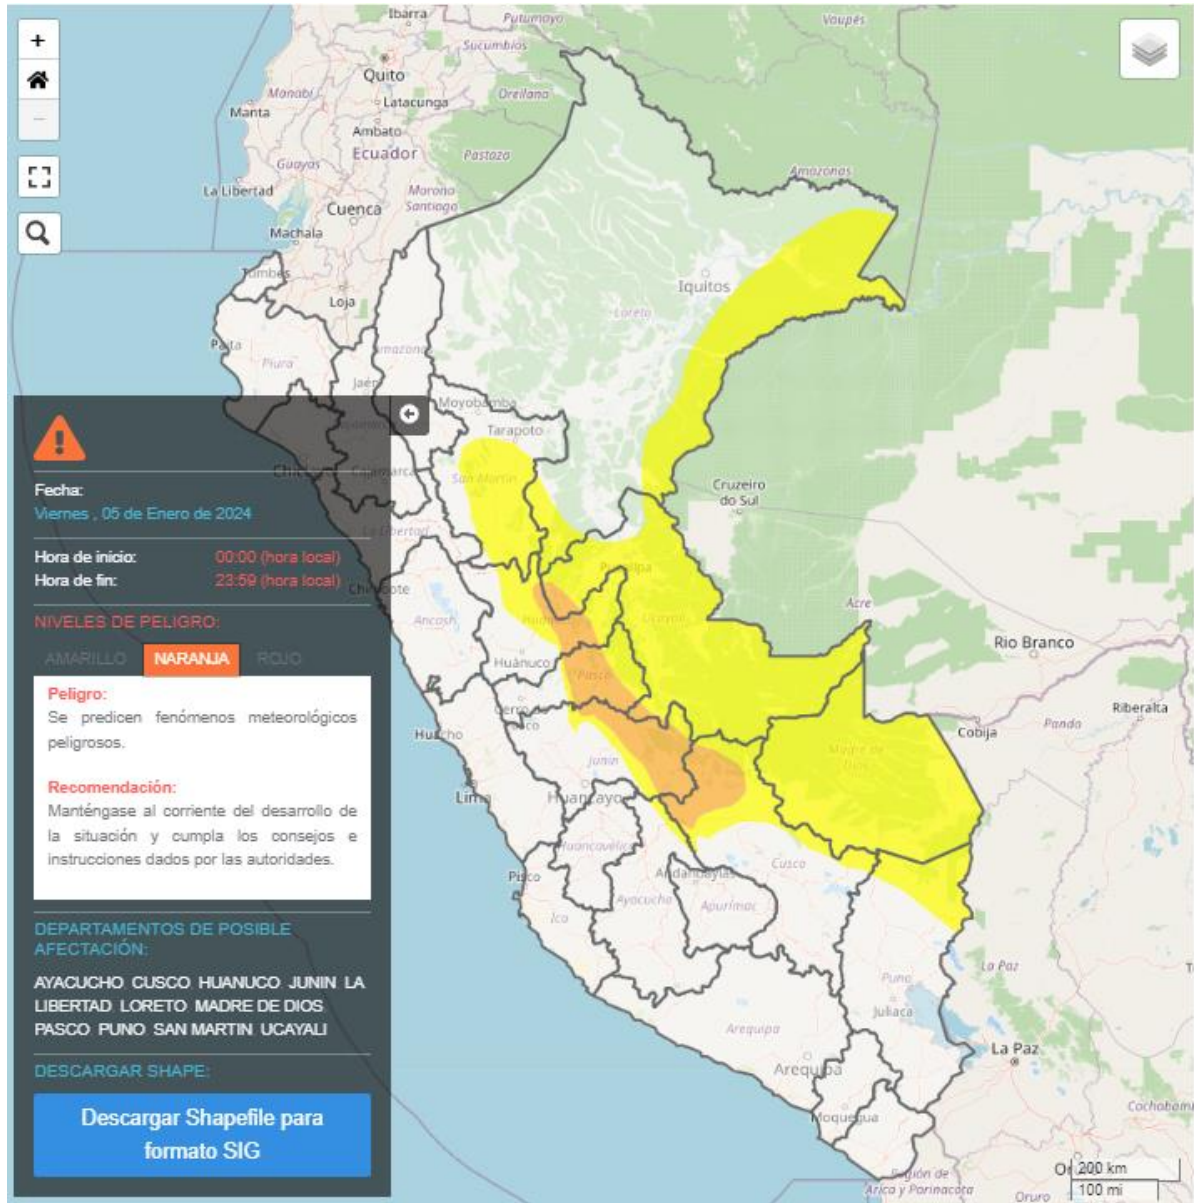 Ibarra
Putumayo
Vaupés
+
Sucumbíos
Quito
Manabí
Latacunga
Orellana
Manta
Ambato
Ecuador
Pastaza
Guayas
Amazonas
La Libertad
Morona
Santiago
Cuenca
Machala
Tumbes
Iquitos
Loja
Loreto
Paita
Piura
Amazonas
Jaén
Moyobamba
Tarapoto
Cajamarca
San Martín
Cruzeiro
do Sul
Fecha:
Viernes , 05 de Enero de 2024
La Libertad
Hora de inicio: 00:00 (hora local)
Hora de fin: 23:59 (hora local)
Pucallpa
Acre
Ancash
Ucayali
NIVELES DE PELIGRO:
Rio Branco
AMARILLO NARANJA ROJO
Huánuco
Pasco
Peligro:
Se predicen fenómenos meteorológicos
peligrosos.
Riberalta
Pando
Cobija
Huacho
Madre de
Dios
Junín
Recomendación:
Manténgase al corriente del desarrollo de
la situación y cumpla los consejos e
instrucciones dados por las autoridades.
Lima
Huancayo
Huancavelica
Cusco
Pisco
Andahuaylas
Ayacucho
Apurímac
Ica
DEPARTAMENTOS DE POSIBLE
AFECTACIÓN:
AYACUCHO CUSCO HUANUCO JUNIN LA
LIBERTAD LORETO MADRE DE DIOS
PASCO PUNO SAN MARTIN UCAYALI
La Paz
Puno
Juliaca
Arequipa
La Paz
DESCARGAR SHAPE:
Arequipa
Descargar Shapefile para
formato SIG
Moquegua
Cochabamb
200 km
100 mi
Región de
Arica y Parinacota
Oruro